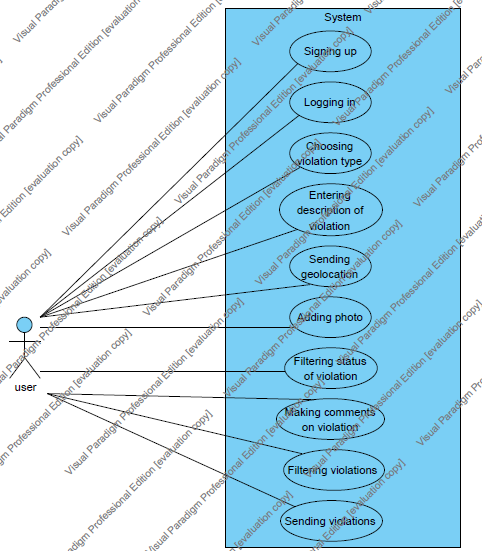 System
Signing up
Logging in
Choosing
violation type
Entering
description of
violation
Sending
geolocation
Adding photo
Filtering status
of violation
Making comments
on violation
Filtering violations
Sending violations
user
Visual Paradigm Professional Edition [evaluation copy]